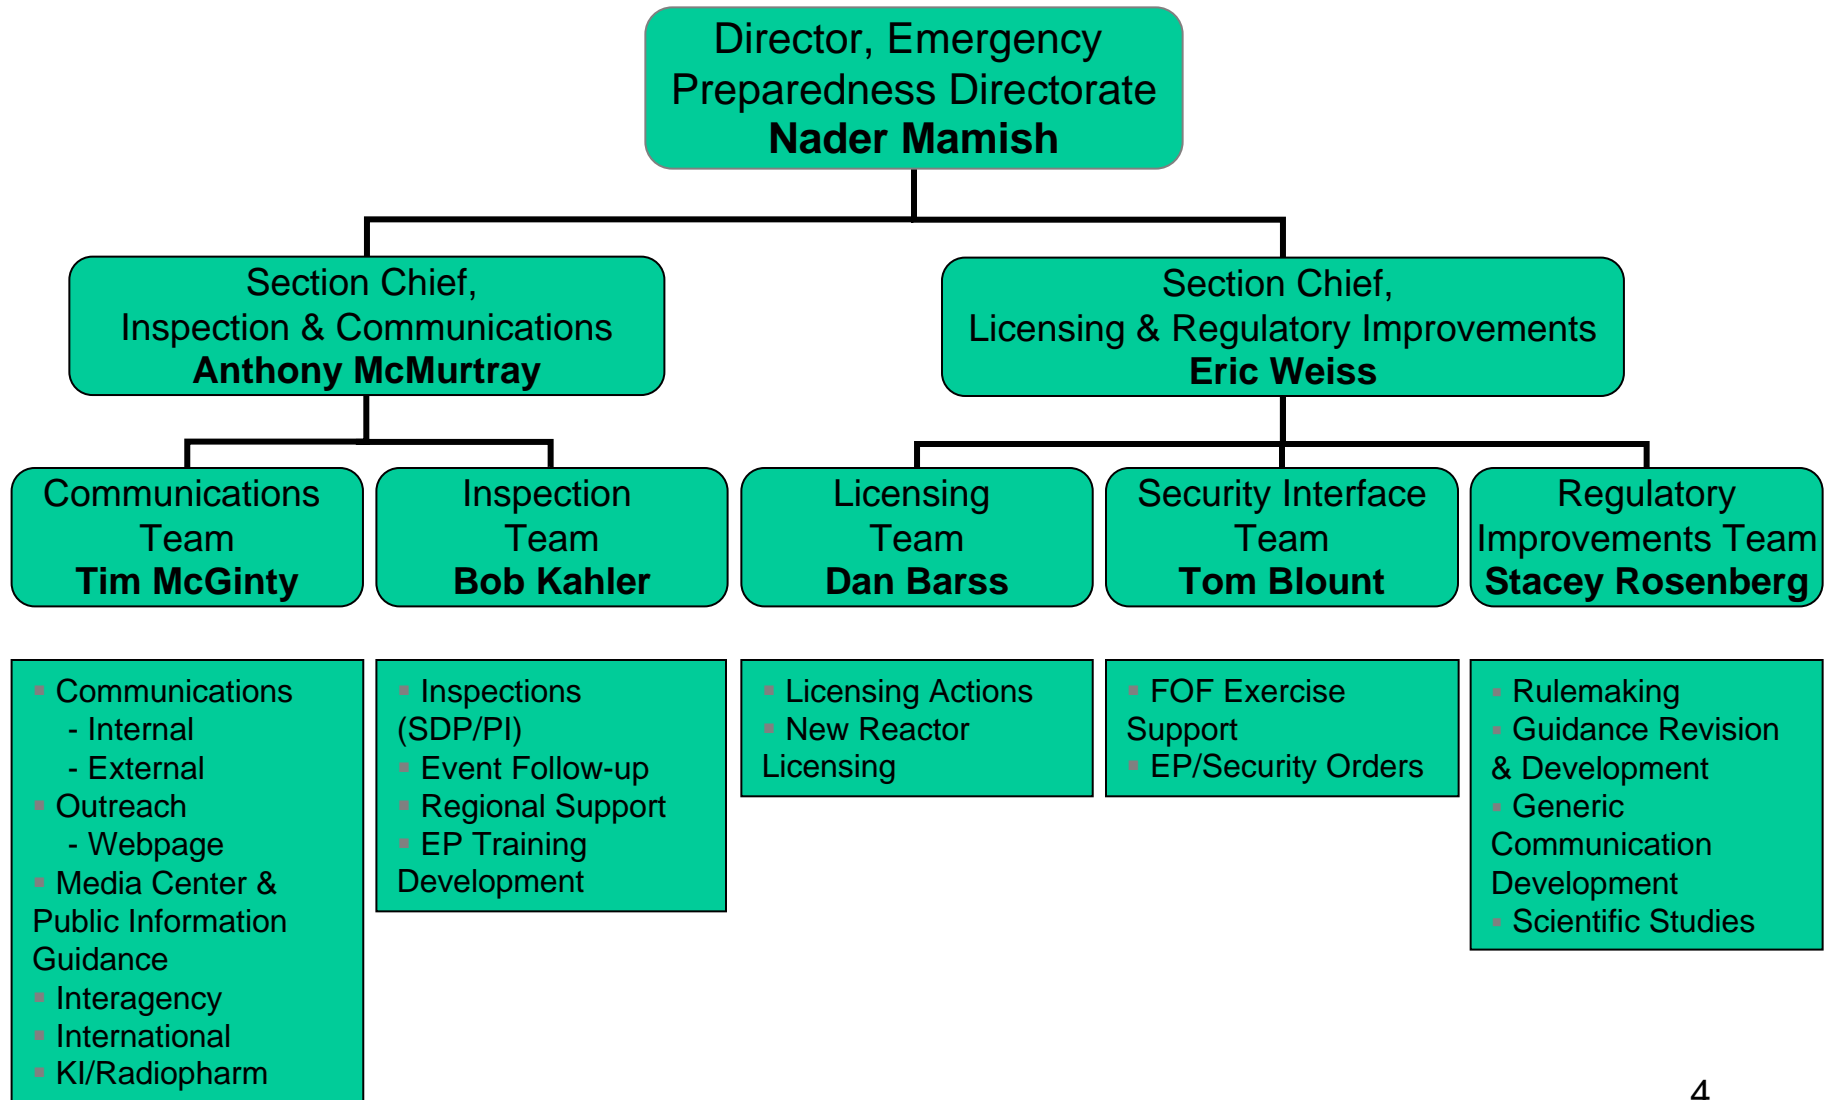 Director, Emergency
Preparedness Directorate
Nader Mamish
Section Chief,
Inspection & Communications
Anthony McMurtray
Section Chief,
Licensing & Regulatory Improvements
Eric Weiss
Communications
Team
Tim McGinty
Inspection
Team
Bob Kahler
Licensing
Team
Dan Barss
Security Interface
Team
Tom Blount
Regulatory
Improvements Team
Stacey Rosenberg
▪ Communications
- Internal
- External
▪ Outreach
- Webpage
▪ Media Center &
Public Information
Guidance
▪ Interagency
▪ International
▪ KI/Radiopharm
▪ Inspections
(SDP/PI)
▪ Event Follow-up
▪ Regional Support
▪ EP Training
Development
▪ Licensing Actions
▪ New Reactor
Licensing
▪ FOF Exercise
Support
▪ EP/Security Orders
▪ Rulemaking
▪ Guidance Revision
& Development
▪ Generic
Communication
Development
▪ Scientific Studies
4